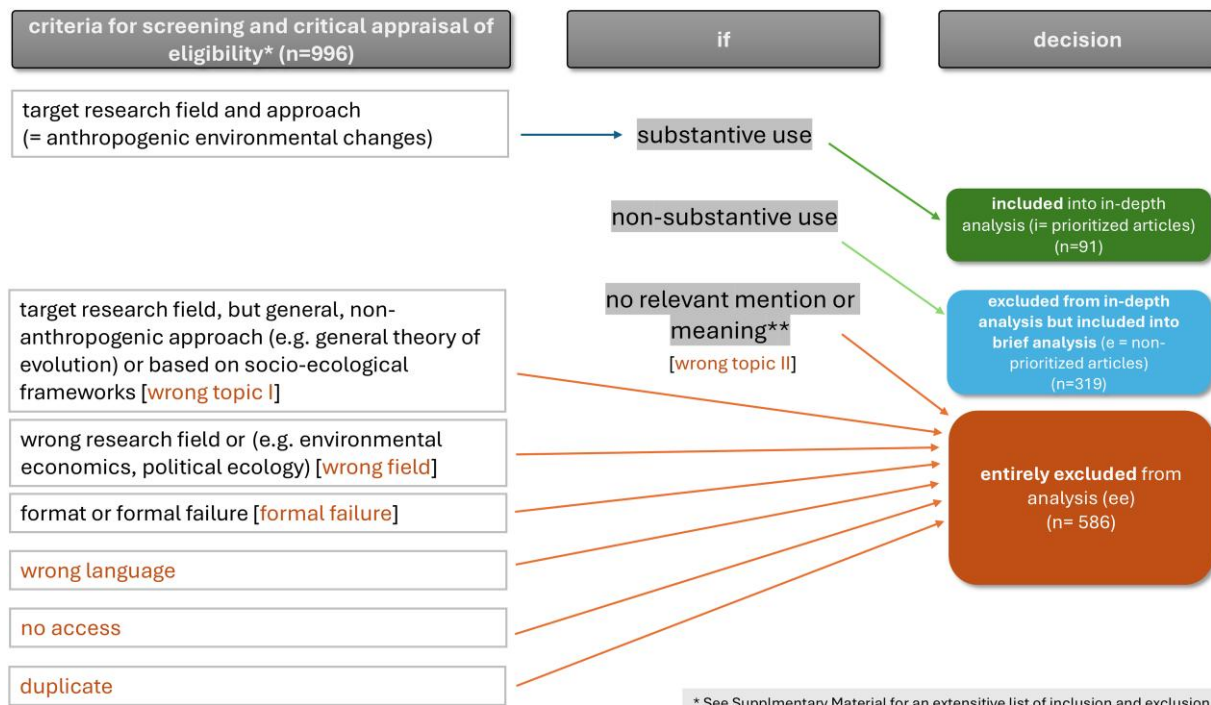 criteria for screening and critical appraisal of
eligibility* (n=996)
if
decision
target research field and approach
(= anthropogenic environmental changes)
substantive use
included into in-depth
analysis (i= prioritized articles)
(n=91)
non-substantive use
target research field, but general, non-
anthropogenic approach (e.g. general theory of
evolution) or based on socio-ecological
frameworks [wrong topic I]
no relevant mention or
meaning**
[wrong topic II]
excluded from in-depth
analysis but included into
brief analysis (e = non-
prioritized articles)
(n=319)
wrong research field or (e.g. environmental
economics, political ecology) [wrong field]
format or formal failure [formal failure]
entirely excluded from
analysis (ee)
(n= 586)
wrong language
no access
duplicate
* See Supplmentary Material for an extensitive list of inclusion and exclusion